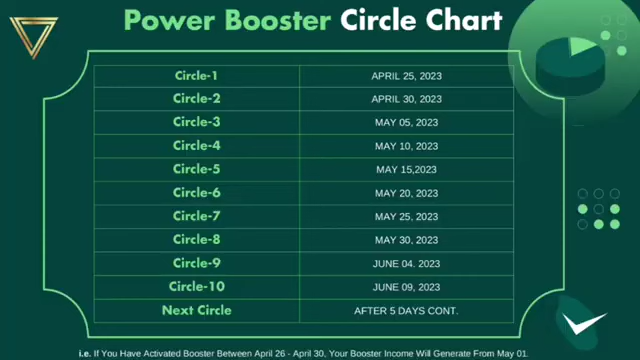 Power Booster Circle Chart
Circle-1 APRIL 25, 2023
Circle-2 APRIL 30, 2023
Circle-3 MAY 05, 2023
Circle-4 MAY 10, 2023
Circle-5 MAY 15,2023
Circle-6 MAY 20, 2023
Circle-7 MAY 25, 2023
Circle-8 MAY 30, 2023
Circle-9 JUNE 04. 2023
Circle-10 JUNE 09, 2023
Next Circle AFTER 5 DAYS CONT.
i.e. If You Have Activated Booster Between April 26 - April 30, Your Booster Income Will Generate From May 01.